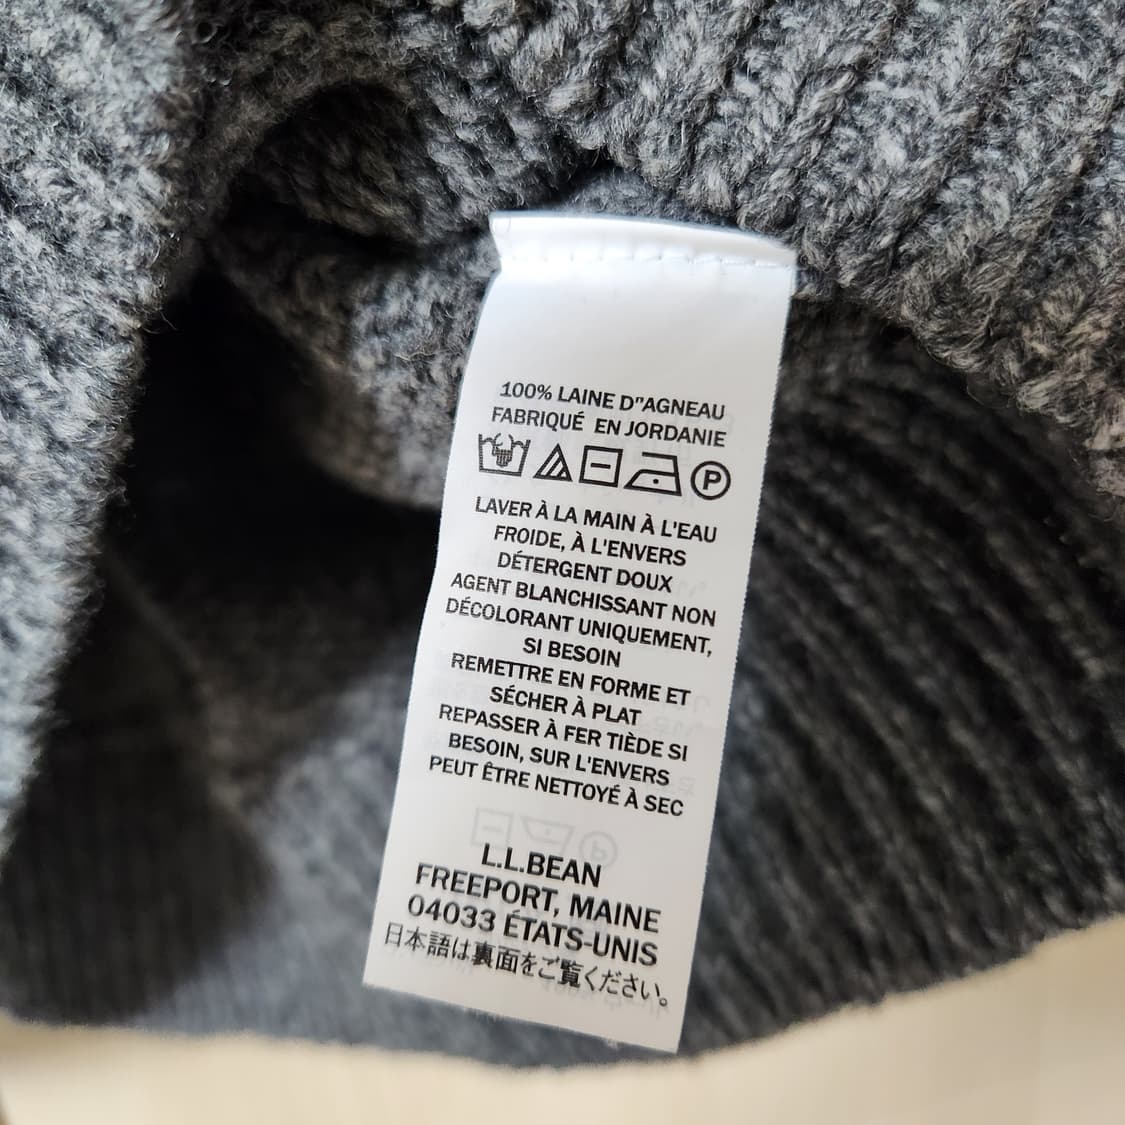 100% LAINE D"AGNEAU
FABRIQUÉ EN JORDANIE
P
LAVER À LA MAIN À L'EAU
FROIDE, À L'ENVERS
DÉTERGENT DOUX
AGENT BLANCHISSANT NON
DÉCOLORANT UNIQUEMENT,
SI BESOIN
REMETTRE EN FORME ET
SÉCHER À PLAT
REPASSER À FER TIÈDE SI
BESOIN, SUR L'ENVERS
PEUT ÊTRE NETTOYÉ À SEC
L.L.BEAN
FREEPORT, MAINE
04033 ÉTATS-UNIS
日本語は裏面をご覧ください。